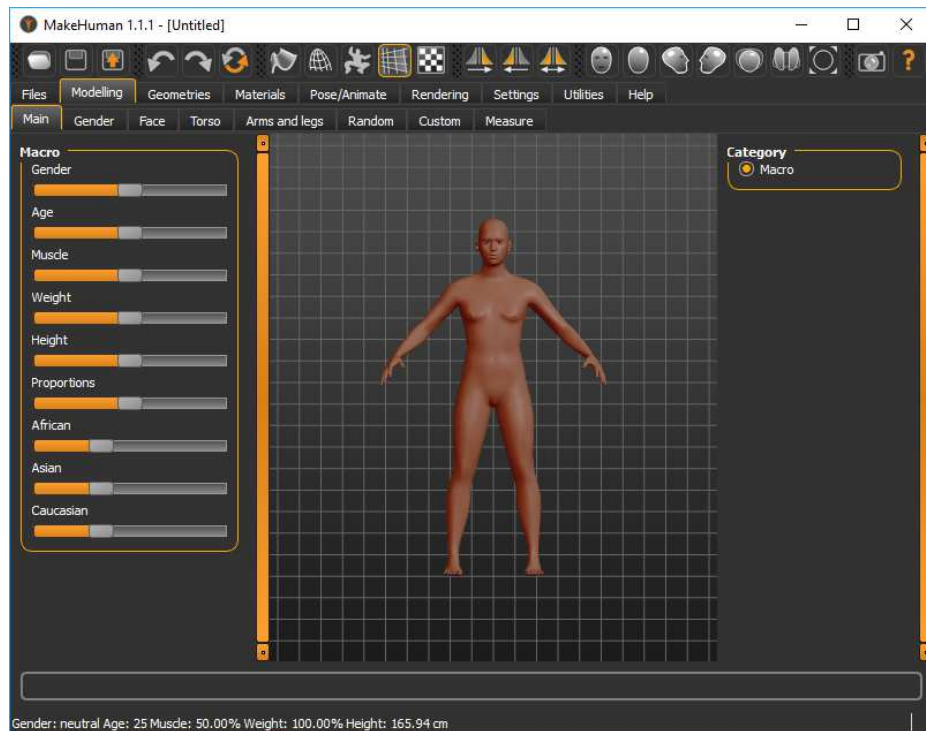 MakeHuman 1.1.1 - [Untitled]
?
Files Modelling Geometries Materials Pose/Animate Rendering Settings Utilities Help
Main Gender Face Torso Arms and legs Random Custom Measure
Macro
Gender
Age
Muscle
Weight
Height
Proportions
African
Asian
Caucasian
Category
Macro
Gender: neutral Age: 25 Muscle: 50.00% Weight: 100.00% Height: 165.94 cm